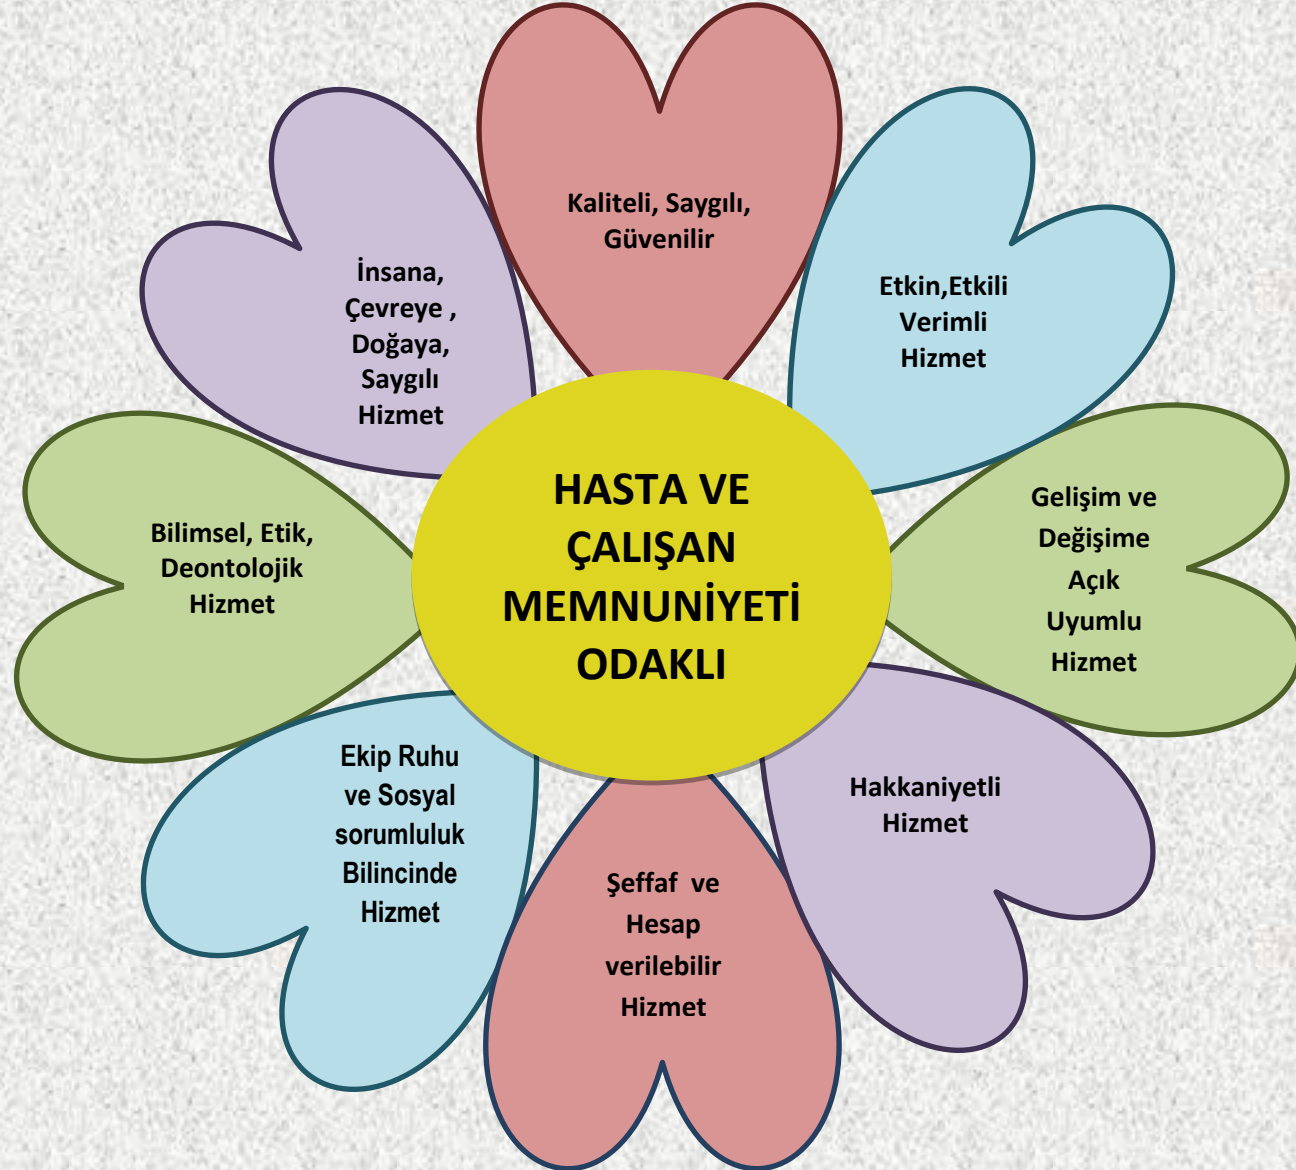 Kaliteli, Saygılı,
Güvenilir
Etkin,Etkili
Verimli
Hizmet
Gelişim ve
Değişime
Açık
Uyumlu
Hizmet
Hakkaniyetli
Hizmet
Şeffaf  ve
Hesap
verilebilir
Hizmet
Ekip Ruhu
ve Sosyal
sorumluluk
Bilincinde
Hizmet
Bilimsel, Etik,
Deontolojik
Hizmet
İnsana,
Çevreye ,
Doğaya,
Saygılı
Hizmet
HASTA VE
ÇALIŞAN
MEMNUNİYETİ
ODAKLI